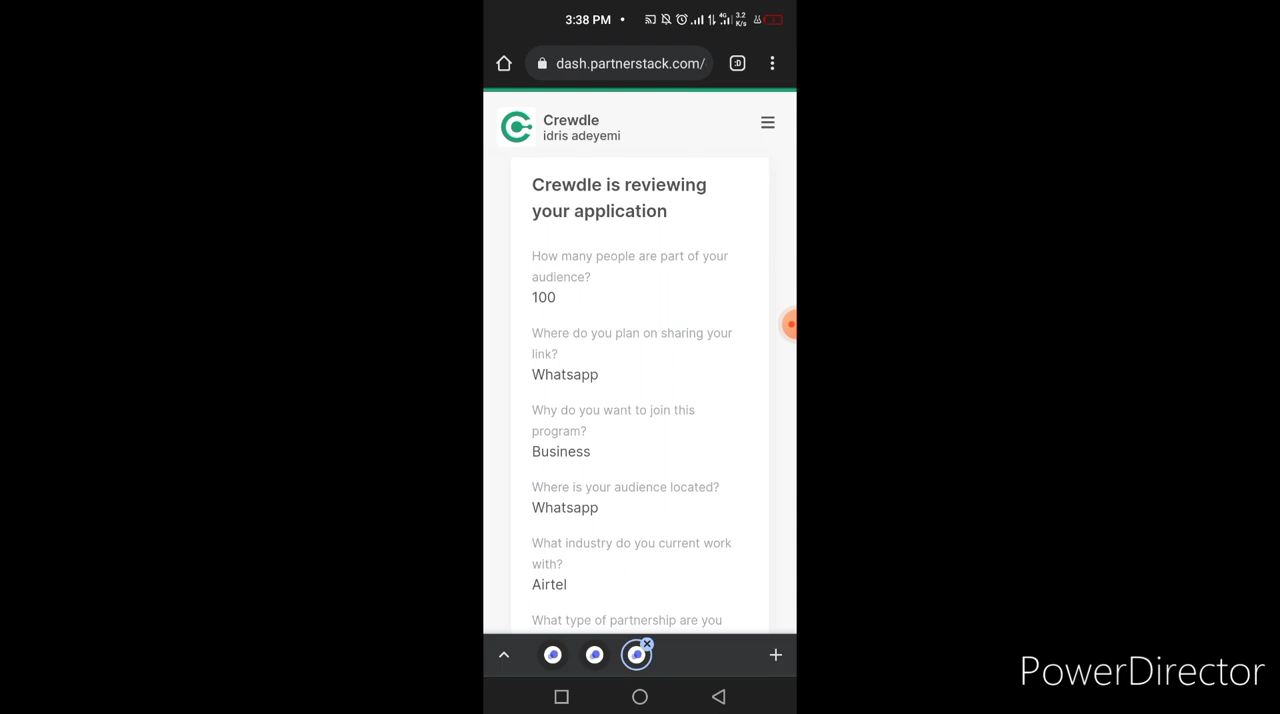 3:38 PM
4G
3.2
K/s
dash.partnerstack.com/
:D
Crewdle
idris adeyemi
Crewdle is reviewing
your application
How many people are part of your
audience?
100
Where do you plan on sharing your
link?
Whatsapp
Why do you want to join this
program?
Business
Where is your audience located?
Whatsapp
What industry do you current work
with?
Airtel
What type of partnership are you
PowerDirector